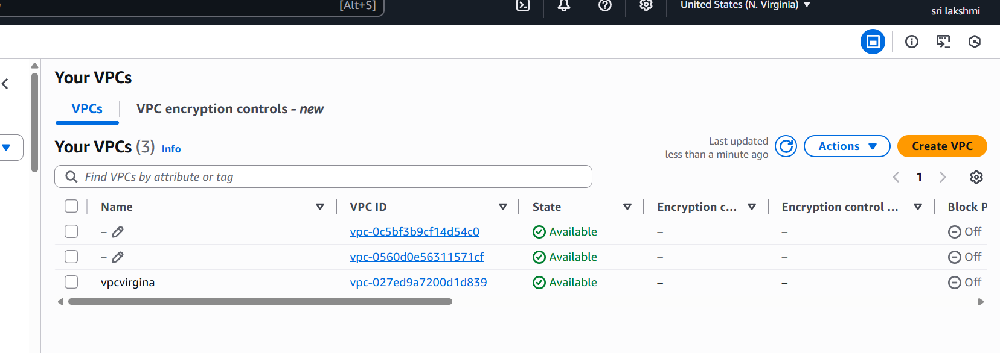 [Alt+S]
United States (N. Virginia)
sri lakshmi
Your VPCs
VPCs
VPC encryption controls - new
Your VPCs (3) Info
Last updated
less than a minute ago
Actions
Create VPC
Find VPCs by attribute or tag
1
Name VPC ID State Encryption c... Encryption control ... Block P
– vpc-0c5bf3b9cf14d54c0 Available – – Off
– vpc-0560d0e56311571cf Available – – Off
vpcvirgina vpc-027ed9a7200d1d839 Available – – Off